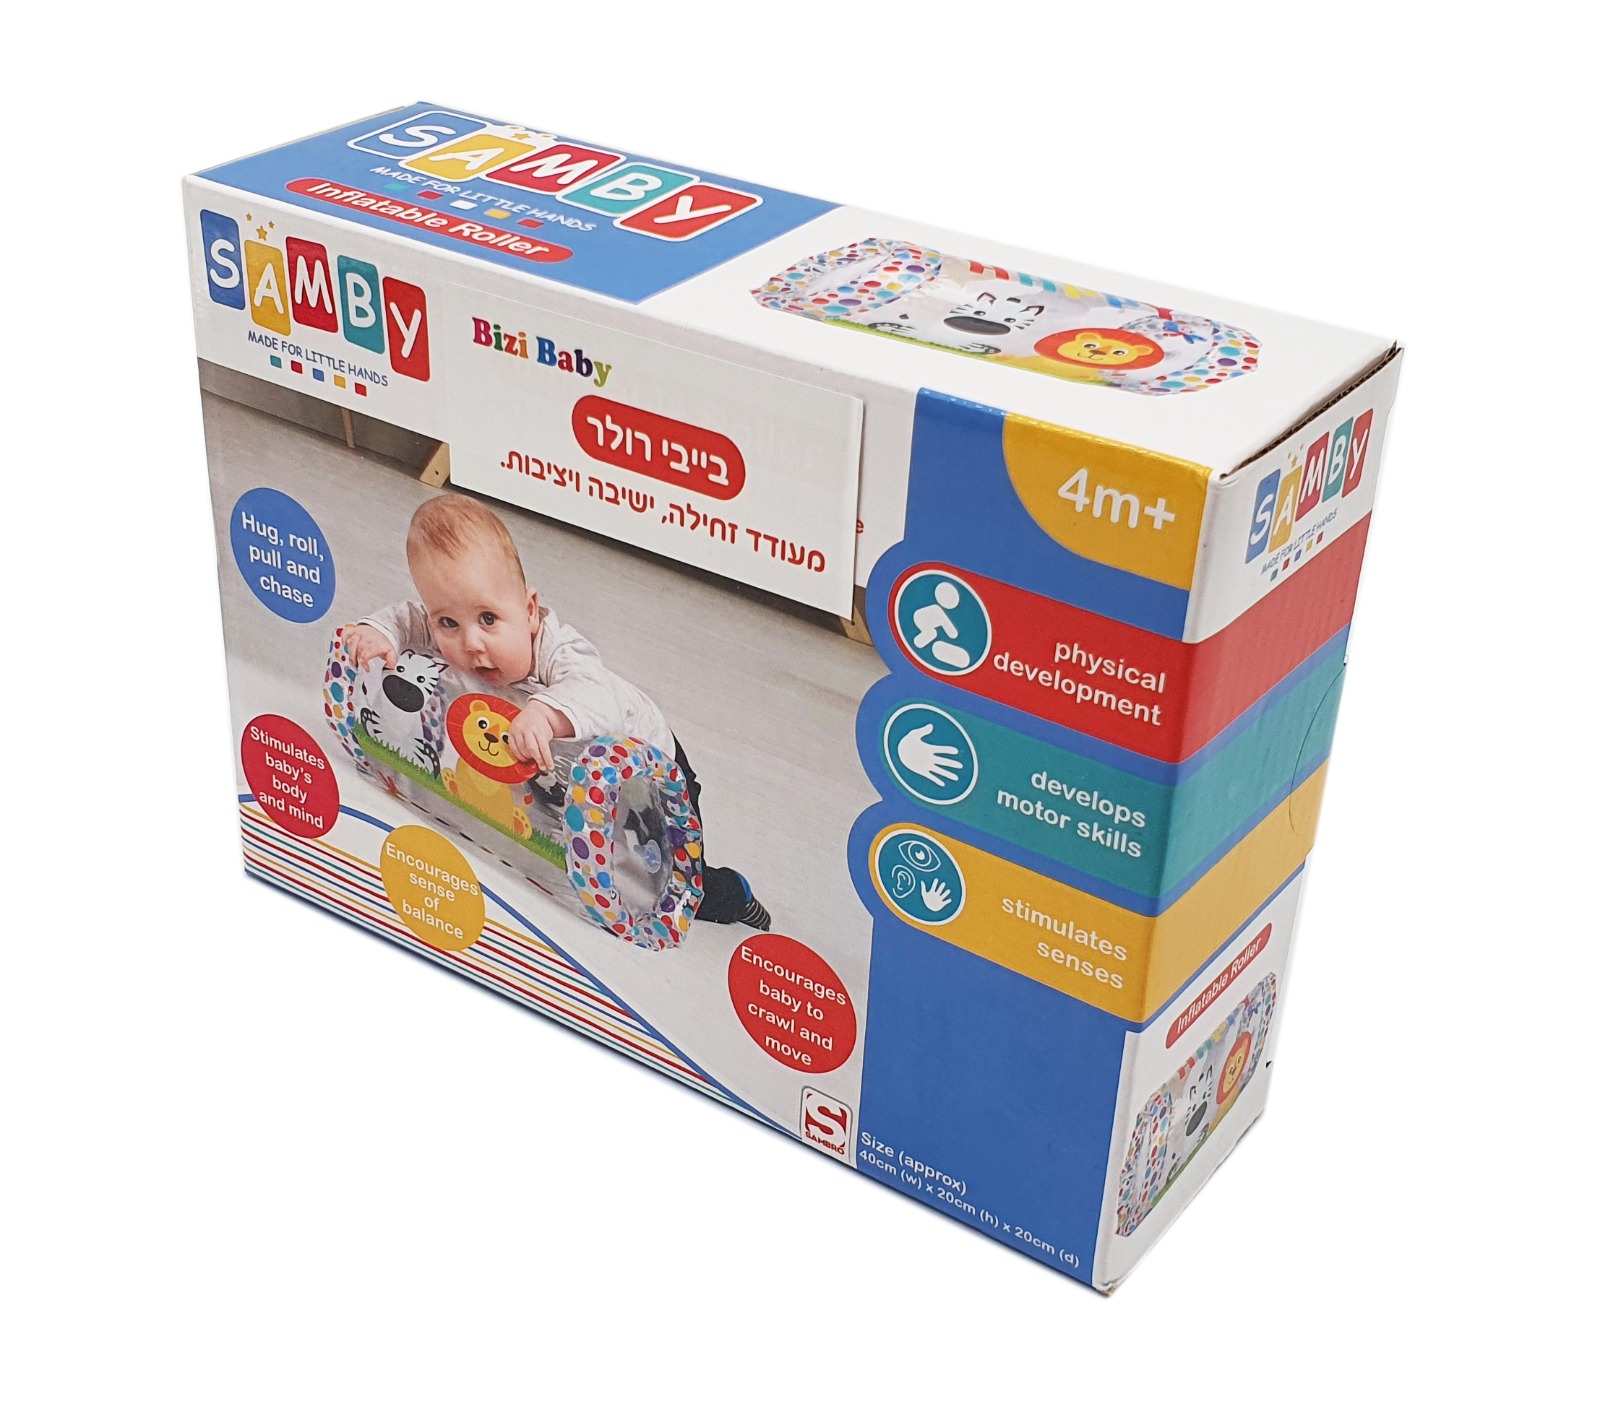 SAMBY
MADE FOR LITTLE HANDS
Inflatable Roller
SAMBY
MADE FOR LITTLE HANDS
Bizi Baby
בייבי רולר
מעודד זחילה, ישיבה ויציבות.
Hug, roll,
pull and
chase
Stimulates
baby's
body
and mind
Encourages
sense
of
balance
Encourages
baby to
crawl and
move
S
SAMBRO
4m+
physical
development
develops
motor skills
stimulates
senses
Size (approx)
40cm (w) x 20cm (h) x 20cm (d)
SAMBY
MADE FOR LITTLE HANDS
Inflatable Roller